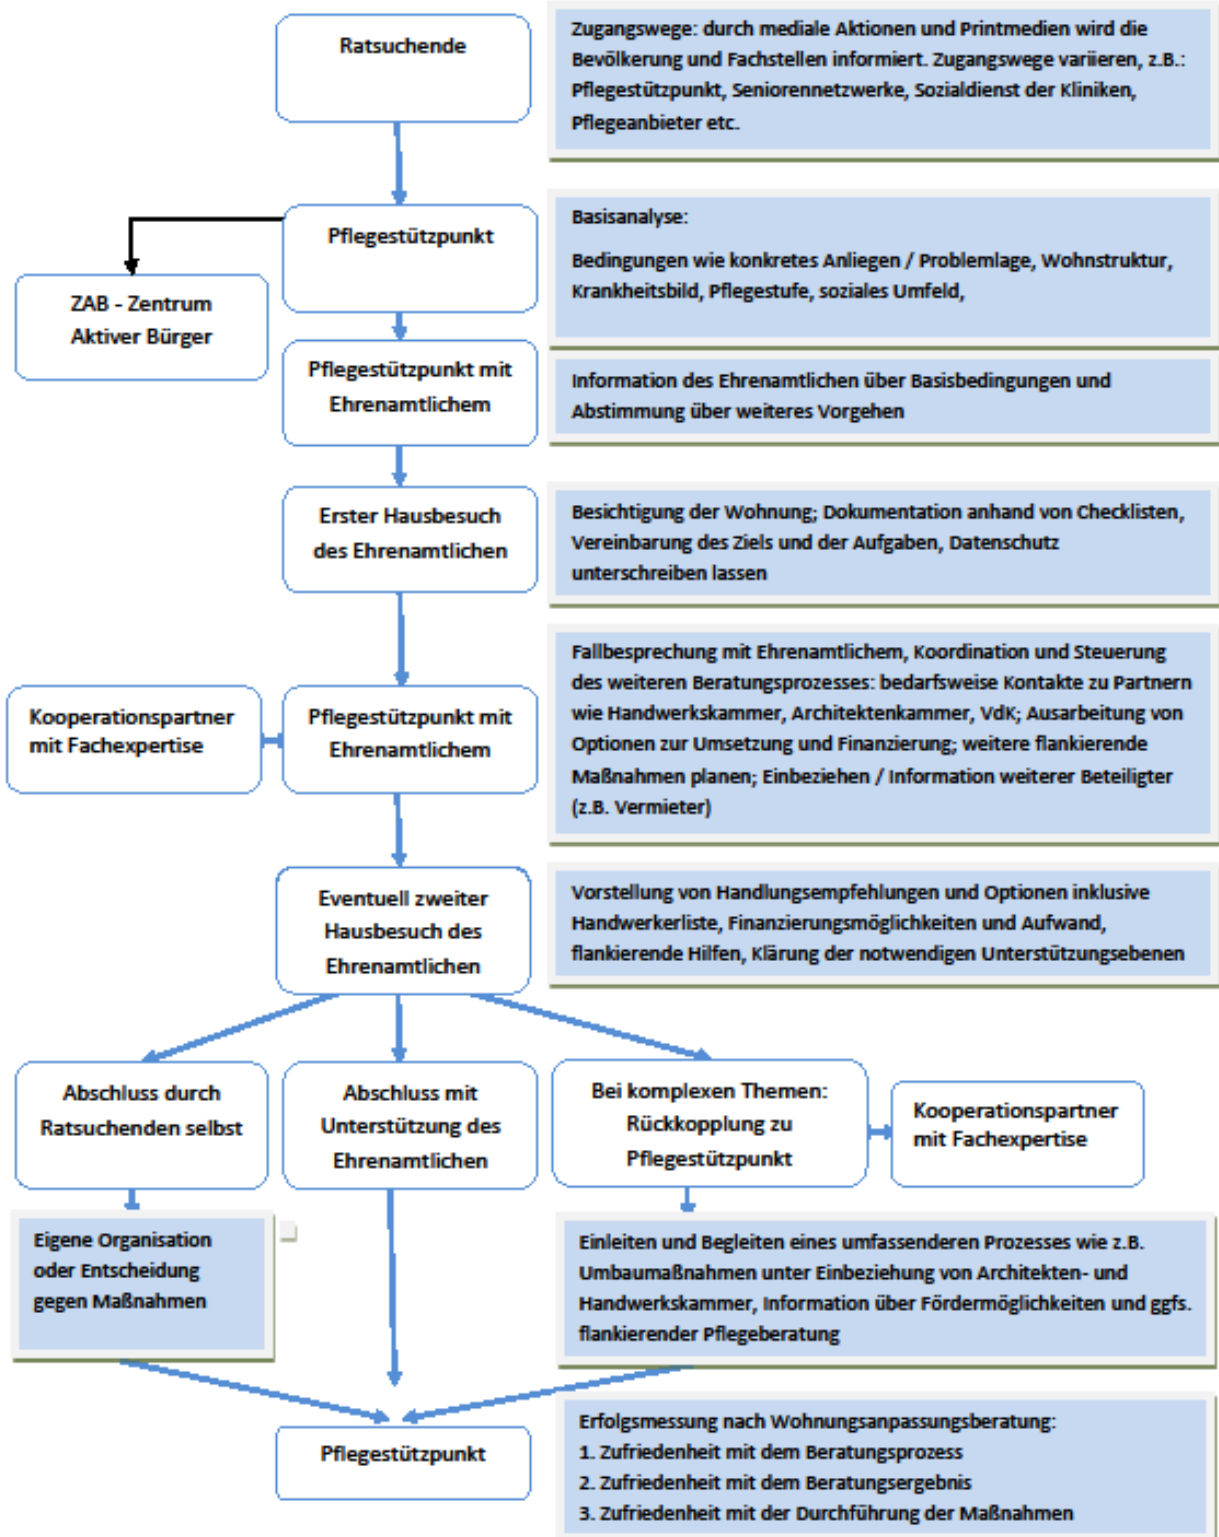 Ratsuchende
Zugangswege: durch mediale Aktionen und Printmedien wird die
Bevölkerung und Fachstellen informiert. Zugangswege variieren, z.B.:
Pflegestützpunkt, Seniorennetzwerke, Sozialdienst der Kliniken,
Pflegeanbieter etc.
Pflegestützpunkt
Basisanalyse:
Bedingungen wie konkretes Anliegen / Problemlage, Wohnstruktur,
Krankheitsbild, Pflegestufe, soziales Umfeld,
ZAB - Zentrum
Aktiver Bürger
Pflegestützpunkt mit
Ehrenamtlichem
Information des Ehrenamtlichen über Basisbedingungen und
Abstimmung über weiteres Vorgehen
Erster Hausbesuch
des Ehrenamtlichen
Besichtigung der Wohnung; Dokumentation anhand von Checklisten,
Vereinbarung des Ziels und der Aufgaben, Datenschutz
unterschreiben lassen
Kooperationspartner
mit Fachexpertise
Pflegestützpunkt mit
Ehrenamtlichem
Fallbesprechung mit Ehrenamtlichem, Koordination und Steuerung
des weiteren Beratungsprozesses: bedarfsweise Kontakte zu Partnern
wie Handwerkskammer, Architektenkammer, VdK; Ausarbeitung von
Optionen zur Umsetzung und Finanzierung; weitere flankierende
Maßnahmen planen; Einbeziehen / Information weiterer Beteiligter
(z.B. Vermieter)
Eventuell zweiter
Hausbesuch des
Ehrenamtlichen
Vorstellung von Handlungsempfehlungen und Optionen inklusive
Handwerkerliste, Finanzierungsmöglichkeiten und Aufwand,
flankierende Hilfen, Klärung der notwendigen Unterstützungsebenen
Abschluss durch
Ratsuchenden selbst
Abschluss mit
Unterstützung des
Ehrenamtlichen
Bei komplexen Themen:
Rückkopplung zu
Pflegestützpunkt
Kooperationspartner
mit Fachexpertise
Eigene Organisation
oder Entscheidung
gegen Maßnahmen
Einleiten und Begleiten eines umfassenderen Prozesses wie z.B.
Umbaumaßnahmen unter Einbeziehung von Architekten- und
Handwerkskammer, Information über Fördermöglichkeiten und ggfs.
flankierender Pflegeberatung
Pflegestützpunkt
Erfolgsmessung nach Wohnungsanpassungsberatung:
1. Zufriedenheit mit dem Beratungsprozess
2. Zufriedenheit mit dem Beratungsergebnis
3. Zufriedenheit mit der Durchführung der Maßnahmen